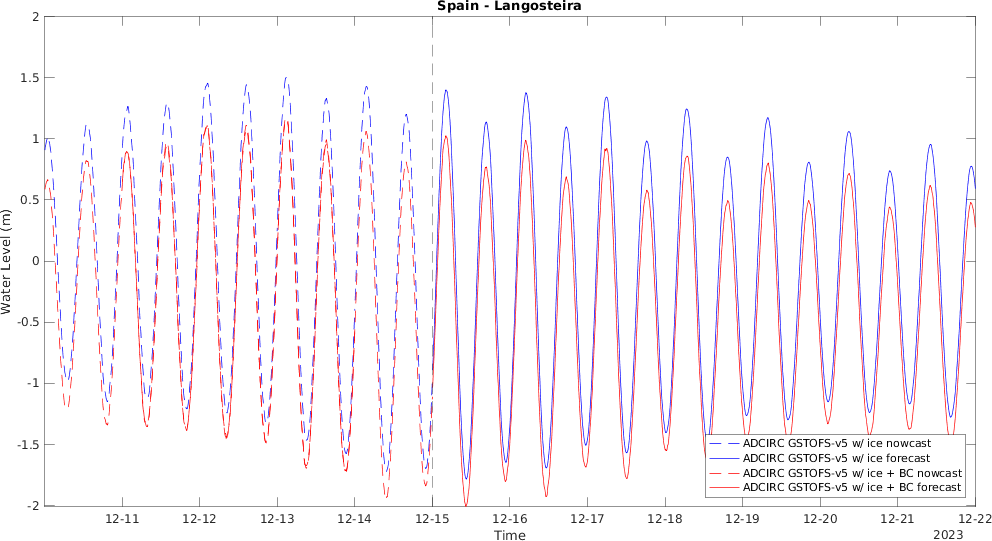 Spain - Langosteira
Water Level (m)
2
1.5
1
0.5
0
-0.5
-1
-1.5
-2
ADCIRC GSTOFS-v5 w/ ice nowcast
ADCIRC GSTOFS-v5 w/ ice forecast
ADCIRC GSTOFS-v5 w/ ice + BC nowcast
ADCIRC GSTOFS-v5 w/ ice + BC forecast
12-11 12-12 12-13 12-14 12-15 12-16 12-17 12-18 12-19 12-20 12-21 12-22
Time
2023